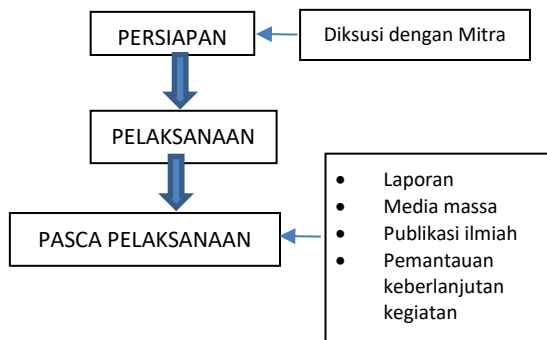 PERSIAPAN
Diksusi dengan Mitra
PELAKSANAAN
PASCA PELAKSANAAN
• Laporan
• Media massa
• Publikasi ilmiah
• Pemantauan
keberlanjutan
kegiatan